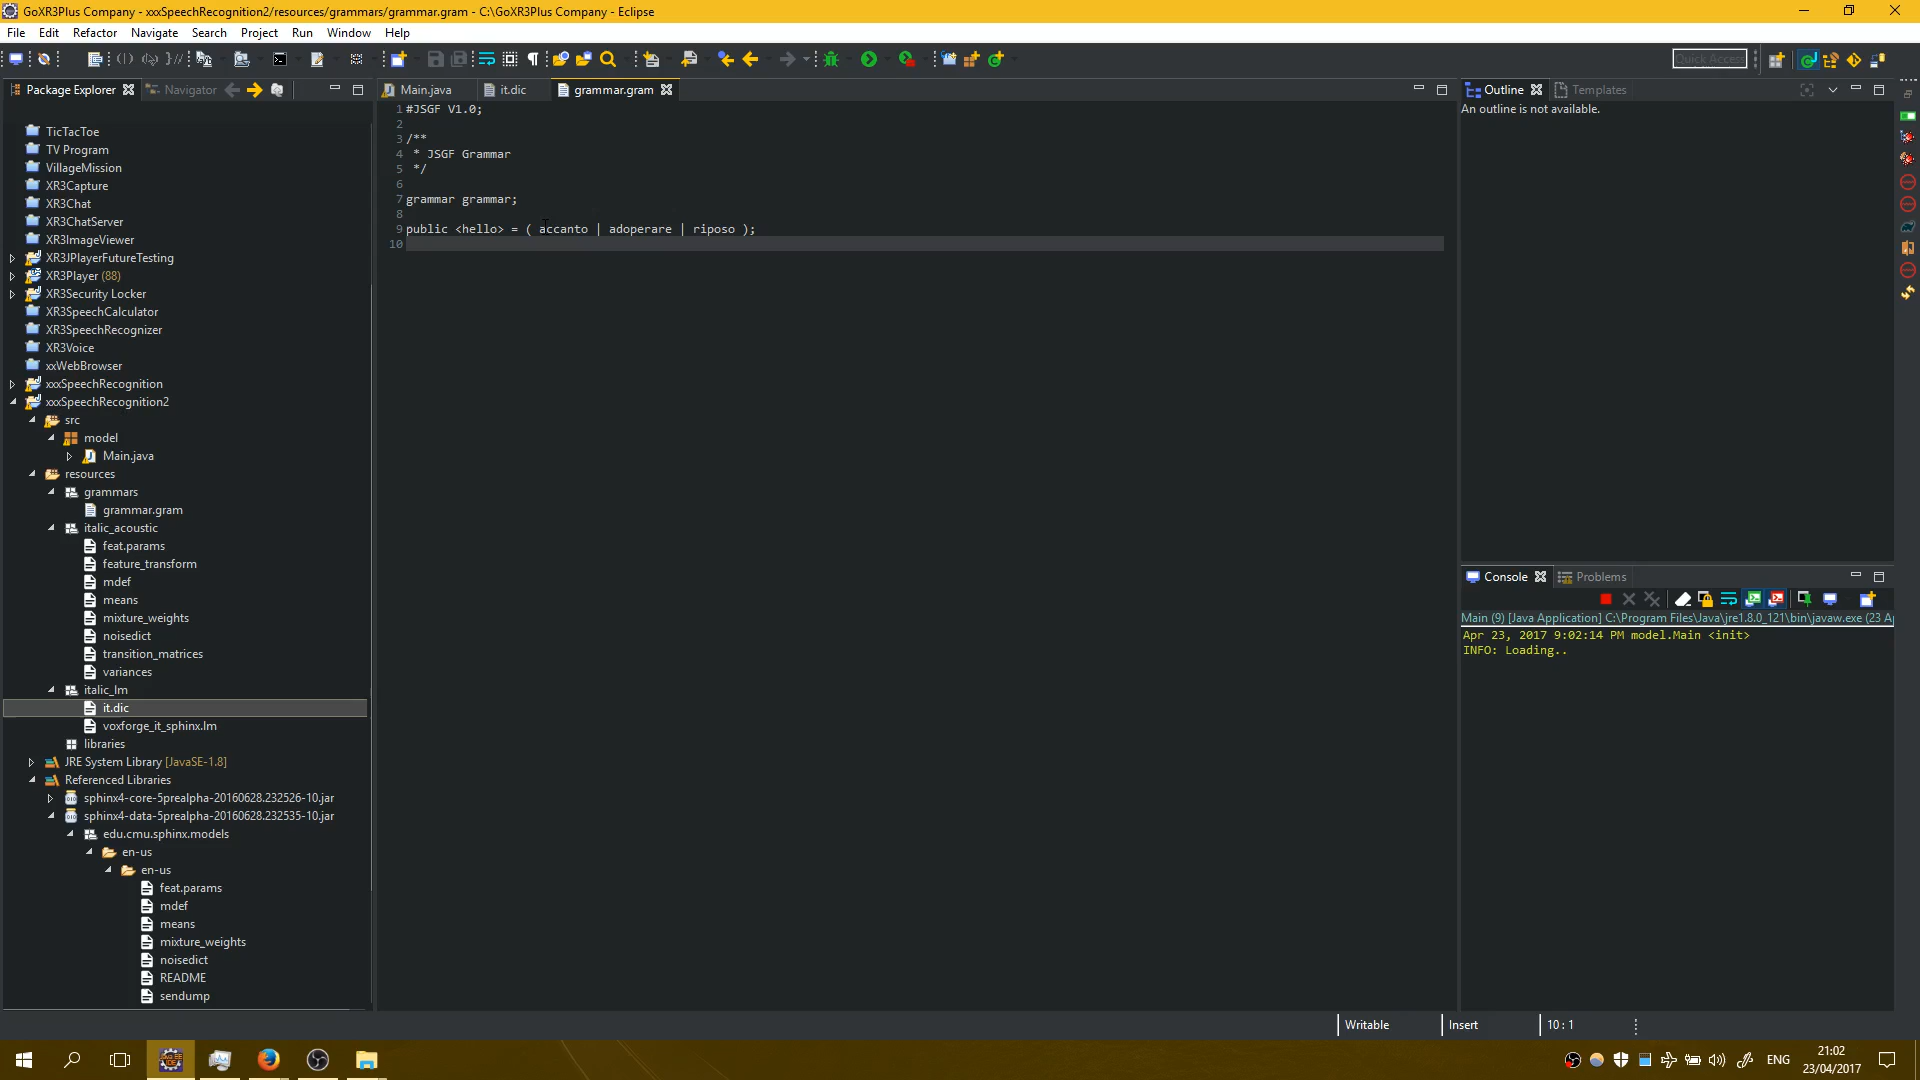 GoXR3Plus Company - xxxSpeechRecognition2/resources/grammars/grammar.gram - C:\GoXR3Plus Company - Eclipse
File Edit Refactor Navigate Search Project Run Window Help
Quick Access
Package Explorer
Navigator
TicTacToe
TV Program
VillageMission
XR3Capture
XR3Chat
XR3ChatServer
XR3ImageViewer
XR3JPlayerFutureTesting
XR3Player (88)
XR3Security Locker
XR3SpeechCalculator
XR3SpeechRecognizer
XR3Voice
xxWebBrowser
xxxSpeechRecognition
xxxSpeechRecognition2
src
model
Main.java
resources
grammars
grammar.gram
italic_acoustic
feat.params
feature_transform
mdef
means
mixture_weights
noisedict
transition_matrices
variances
italic_lm
it.dic
voxforge_it_sphinx.lm
libraries
JRE System Library [JavaSE-1.8]
Referenced Libraries
sphinx4-core-5prealpha-20160628.232526-10.jar
sphinx4-data-5prealpha-20160628.232535-10.jar
edu.cmu.sphinx.models
en-us
en-us
feat.params
mdef
means
mixture_weights
noisedict
README
sendump
Main.java
it.dic
grammar.gram
1 #JSGF V1.0;
2
3 /**
4 * JSGF Grammar
5 */
6
7 grammar grammar;
8
9 public <hello> = ( accanto | adoperare | riposo );
10
Outline
Templates
An outline is not available.
Console
Problems
Main (9) [Java Application] C:\Program Files\Java\jre1.8.0_121\bin\javaw.exe (23 A
Apr 23, 2017 9:02:14 PM model.Main <init>
INFO: Loading..
Writable
Insert
10 : 1
ENG
21:02
23/04/2017